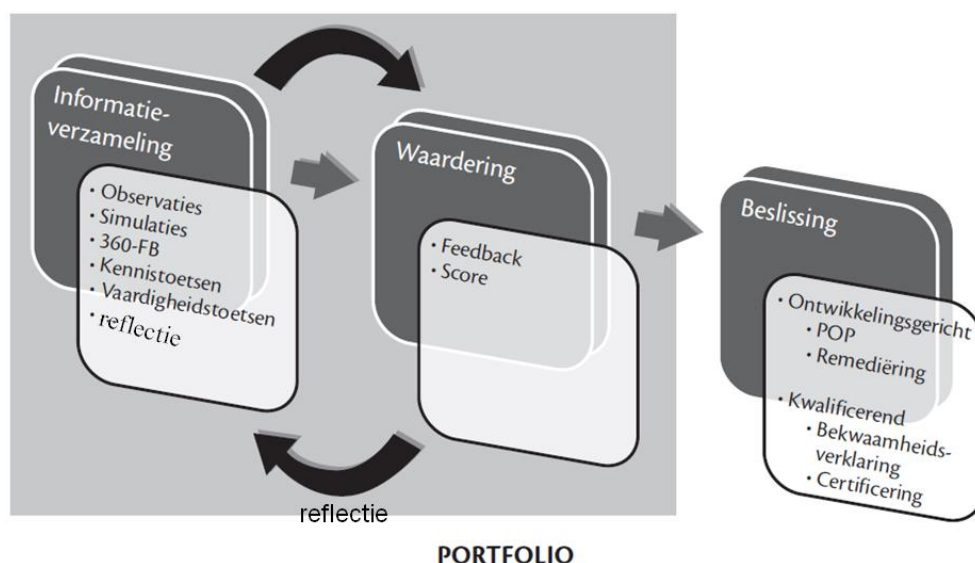 Informatie-
verzameling
• Observaties
• Simulaties
• 360-FB
• Kennistoetsen
• Vaardigheidstoetsen
• reflectie
Waardering
• Feedback
• Score
Beslissing
• Ontwikkelingsgericht
• POP
• Remediëring
• Kwalificerend
• Bekwaamheids-
verklaring
• Certificering
reflectie
PORTFOLIO